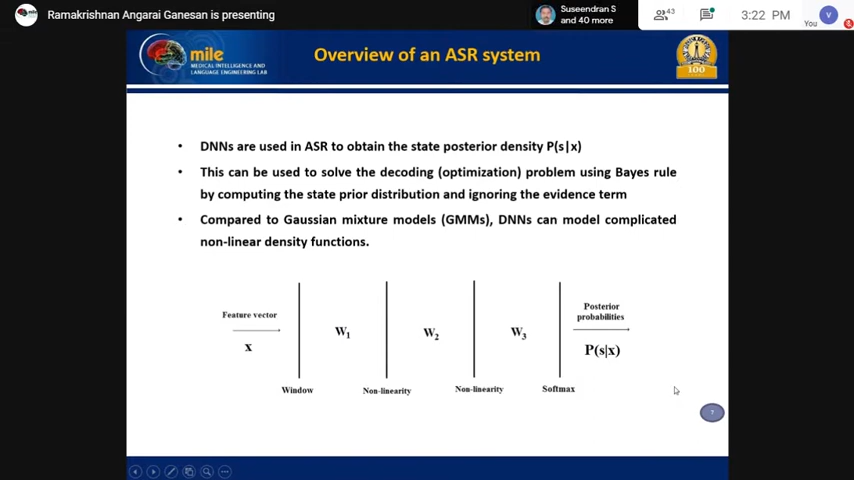 Ramakrishnan Angarai Ganesan is presenting
Suseendran S
and 40 more
43
3:22 PM
You
V
mile
MEDICAL INTELLIGENCE AND
LANGUAGE ENGINEERING LAB
Overview of an ASR system
100
• DNNs are used in ASR to obtain the state posterior density P(s|x)
• This can be used to solve the decoding (optimization) problem using Bayes rule
by computing the state prior distribution and ignoring the evidence term
• Compared to Gaussian mixture models (GMMs), DNNs can model complicated
non-linear density functions.
Feature vector
x
W1
W2
W3
Posterior
probabilities
P(s|x)
Window
Non-linearity
Non-linearity
Softmax
7